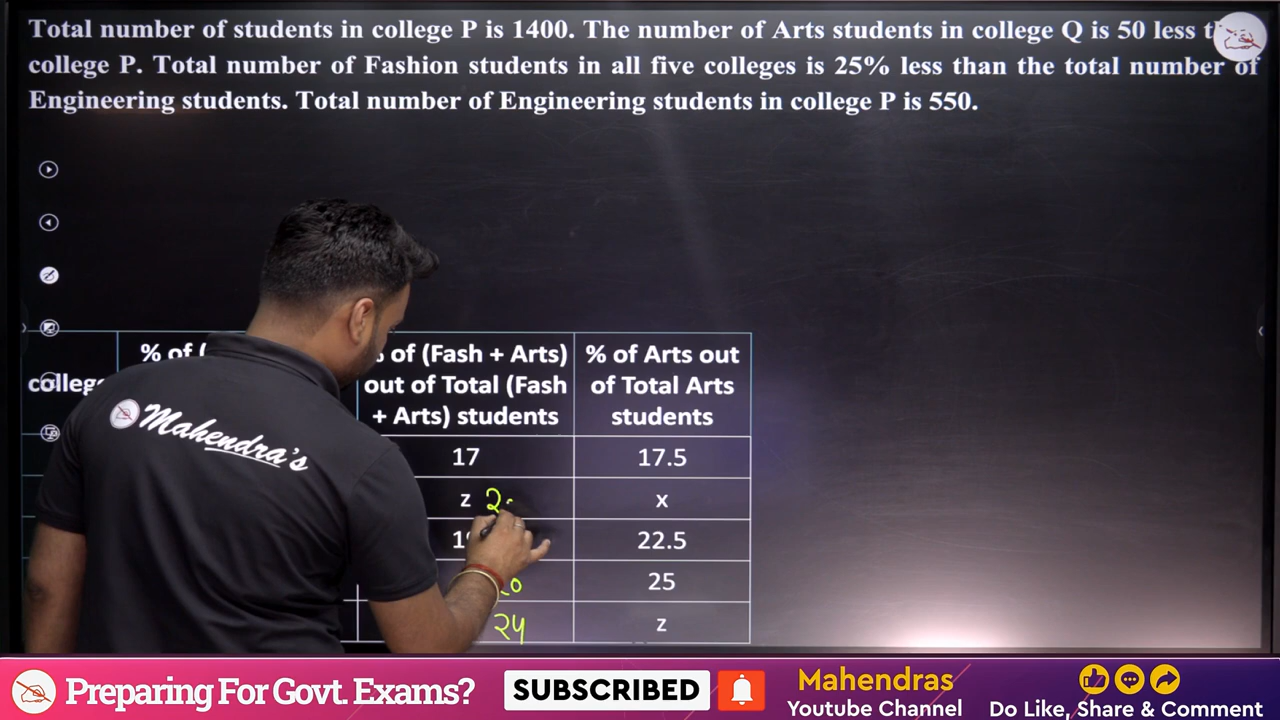 Total number of students in college P is 1400. The number of Arts students in college Q is 50 less
college P. Total number of Fashion students in all five colleges is 25% less than the total number of
Engineering students. Total number of Engineering students in college P is 550.
% of (Fash + Arts) % of Arts out
out of Total (Fash of Total Arts
+ Arts) students students
17 17.5
z x
22.5
25
24 z
Mahendra's
Preparing For Govt. Exams? SUBSCRIBED Mahendras
Youtube Channel Do Like, Share & Comment